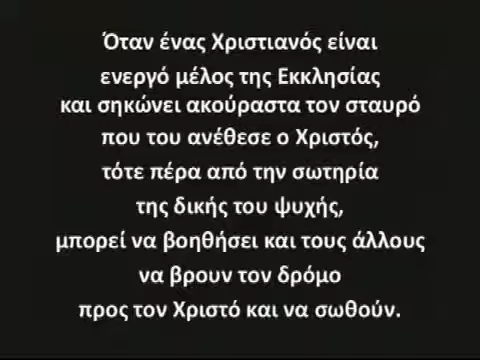 Όταν ένας Χριστιανός είναι
ενεργό μέλος της Εκκλησίας
και σηκώνει ακούραστα τον σταυρό
που του ανέθεσε ο Χριστός,
τότε πέρα από την σωτηρία
της δικής του ψυχής,
μπορεί να βοηθήσει και τους άλλους
να βρουν τον δρόμο
προς τον Χριστό και να σωθούν.